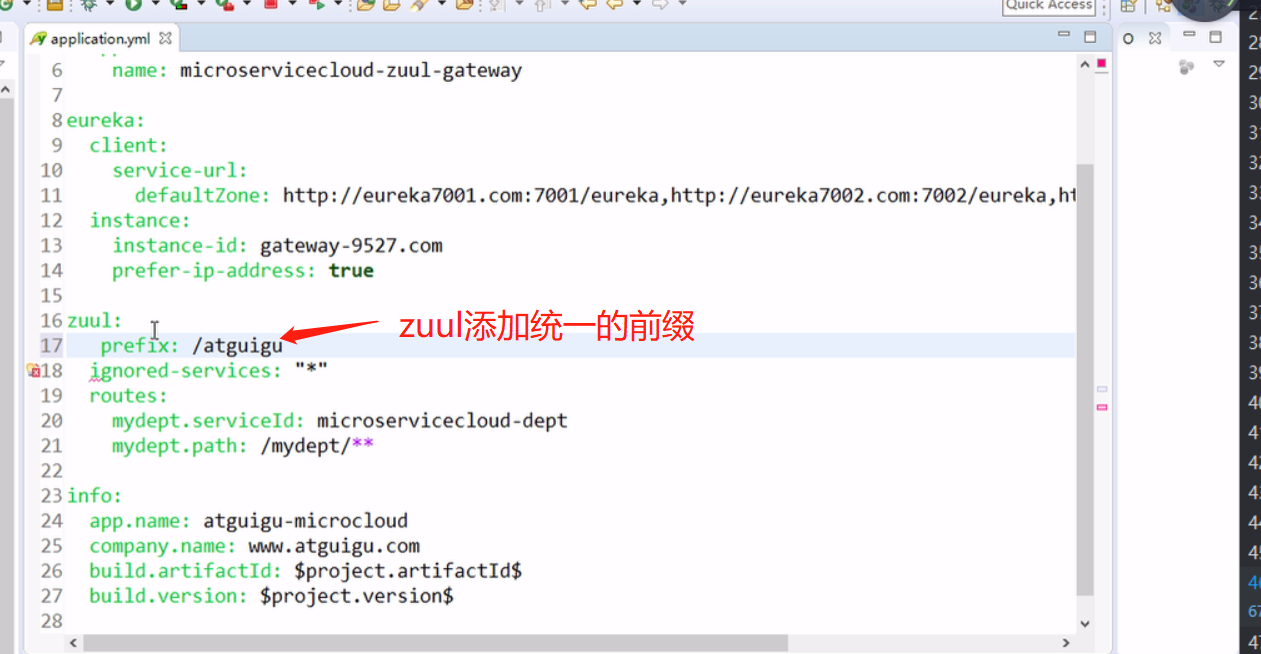 Quick Access
application.yml
6 name: microservicecloud-zuul-gateway
7
8 eureka:
9 client:
10 service-url:
11 defaultZone: http://eureka7001.com:7001/eureka,http://eureka7002.com:7002/eureka,ht
12 instance:
13 instance-id: gateway-9527.com
14 prefer-ip-address: true
15
16 zuul:
17 prefix: /atguigu
zuul添加统一的前缀
18 ignored-services: "*"
19 routes:
20 mydept.serviceId: microservicecloud-dept
21 mydept.path: /mydept/**
22
23 info:
24 app.name: atguigu-microcloud
25 company.name: www.atguigu.com
26 build.artifactId: $project.artifactId$
27 build.version: $project.version$
28